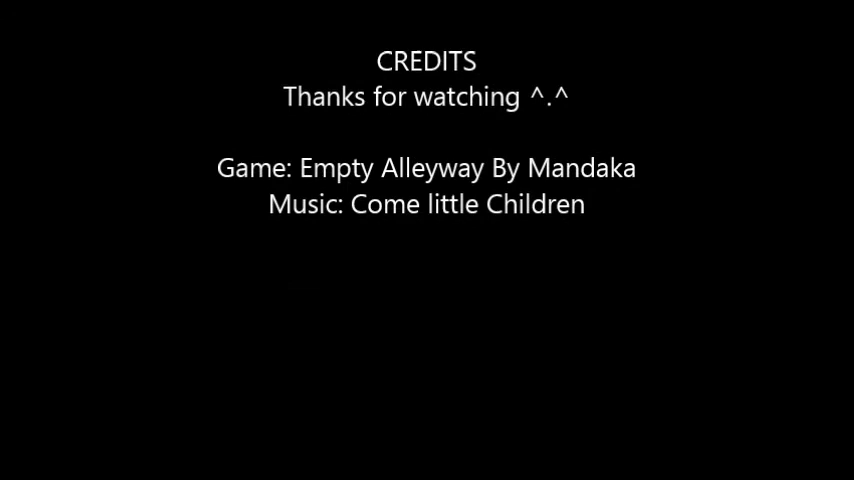 CREDITS
Thanks for watching ^.^
Game: Empty Alleyway By Mandaka
Music: Come little Children